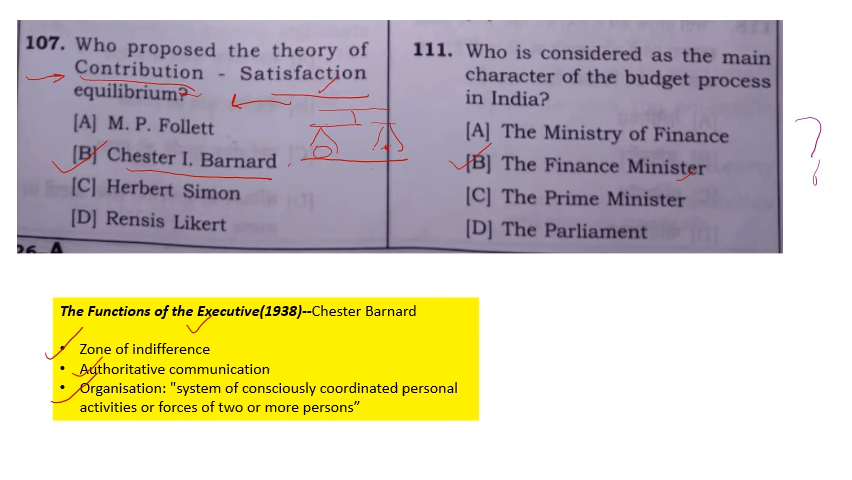 107. Who proposed the theory of
Contribution - Satisfaction
equilibrium?
[A] M. P. Follett
[B] Chester I. Barnard
[C] Herbert Simon
[D] Rensis Likert
26 A
111. Who is considered as the main
character of the budget process
in India?
[A] The Ministry of Finance
[B] The Finance Minister
[C] The Prime Minister
[D] The Parliament
?
The Functions of the Executive(1938)--Chester Barnard
• Zone of indifference
• Authoritative communication
• Organisation: "system of consciously coordinated personal
activities or forces of two or more persons”